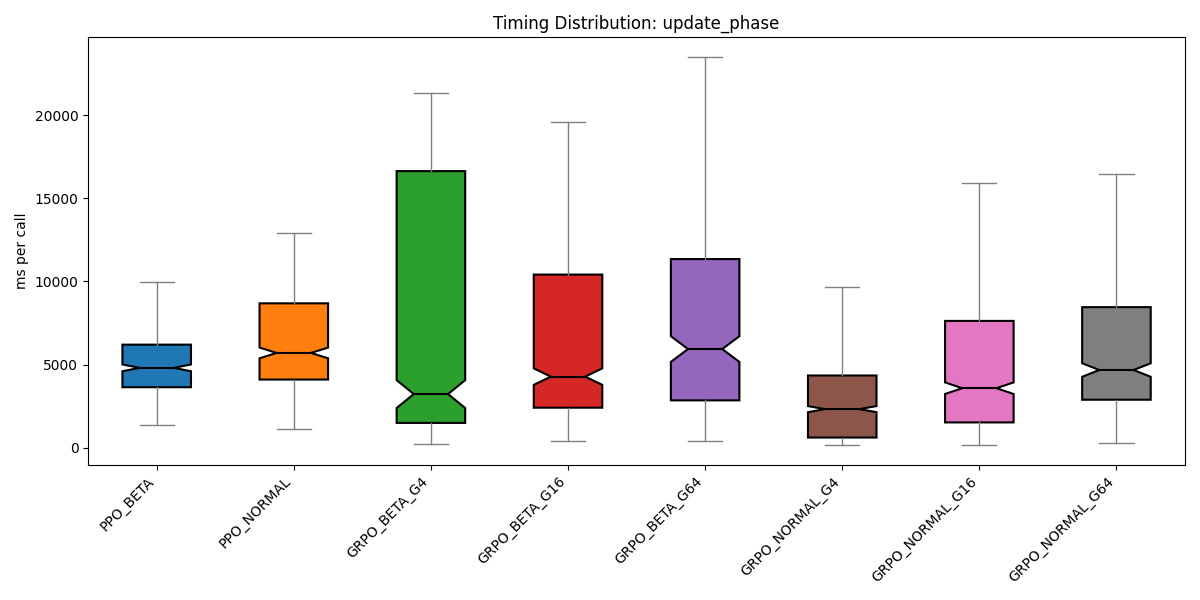 Timing Distribution: update_phase
ms per call
20000
15000
10000
5000
0
PPO_BETA
PPO_NORMAL
GRPO_BETA_G4
GRPO_BETA_G16
GRPO_BETA_G64
GRPO_NORMAL_G4
GRPO_NORMAL_G16
GRPO_NORMAL_G64